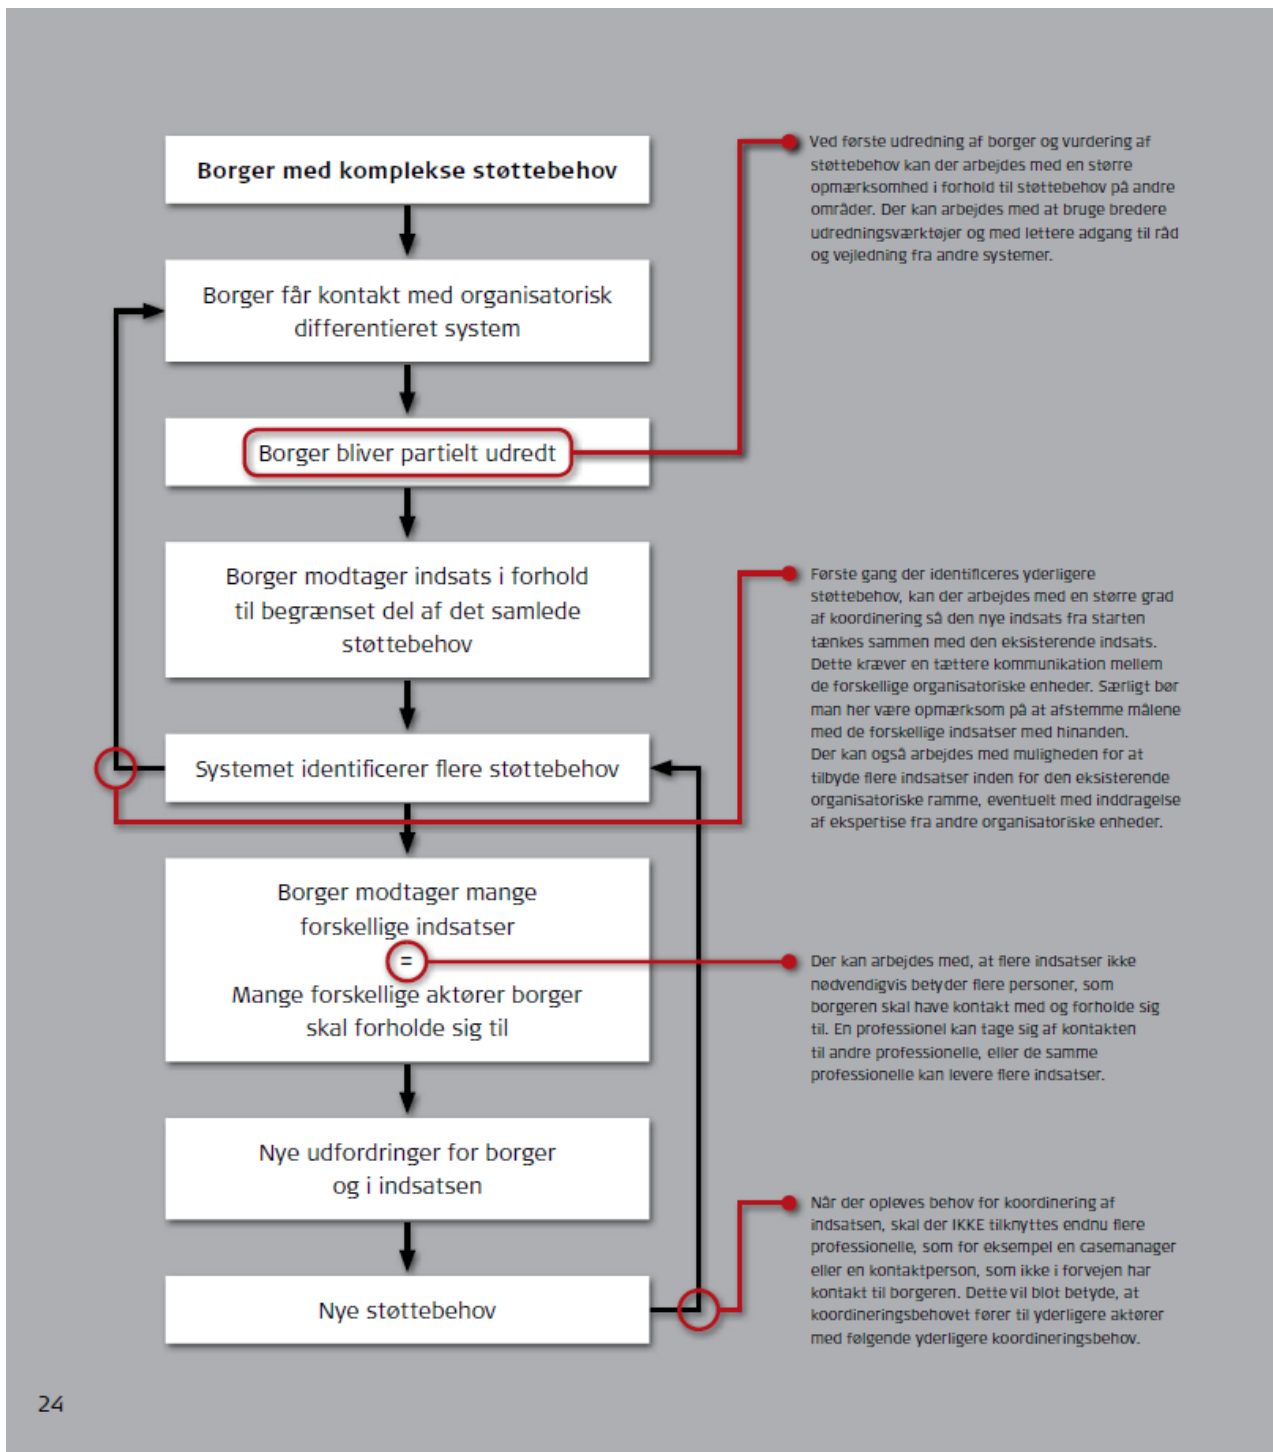 Borger med komplekse støttebehov
Borger får kontakt med organisatorisk
differentieret system
Borger bliver partielt udredt
Borger modtager indsats i forhold
til begrænset del af det samlede
støttebehov
Systemet identificerer flere støttebehov
Borger modtager mange
forskellige indsatser
=
Mange forskellige aktører borger
skal forholde sig til
Nye udfordringer for borger
og i indsatsen
Nye støttebehov
Ved første udredning af borger og vurdering af
støttebehov kan der arbejdes med en større
opmærksomhed i forhold til støttebehov på andre
områder. Der kan arbejdes med at bruge bredere
udredningsværktøjer og med lettere adgang til råd
og vejledning fra andre systemer.
Første gang der identificeres yderligere
støttebehov, kan der arbejdes med en større grad
af koordinering så den nye indsats fra starten
tænkes sammen med den eksisterende indsats.
Dette kræver en tættere kommunikation mellem
de forskellige organisatoriske enheder. Særligt bør
man her være opmærksom på at afstemme målene
med de forskellige indsatser med hinanden.
Der kan også arbejdes med muligheden for at
tilbyde flere indsatser inden for den eksisterende
organisatoriske ramme, eventuelt med inddragelse
af ekspertise fra andre organisatoriske enheder.
Der kan arbejdes med, at flere indsatser ikke
nødvendigvis betyder flere personer, som
borgeren skal have kontakt med og forholde sig
til. En professionel kan tage sig af kontakten
til andre professionelle, eller de samme
professionelle kan levere flere indsatser.
Når der opleves behov for koordinering af
indsatsen, skal der IKKE tilknyttes endnu flere
professionelle, som for eksempel en casemanager
eller en kontaktperson, som ikke i forvejen har
kontakt til borgeren. Dette vil blot betyde, at
koordineringsbehovet fører til yderligere aktører
med følgende yderligere koordineringsbehov.
24